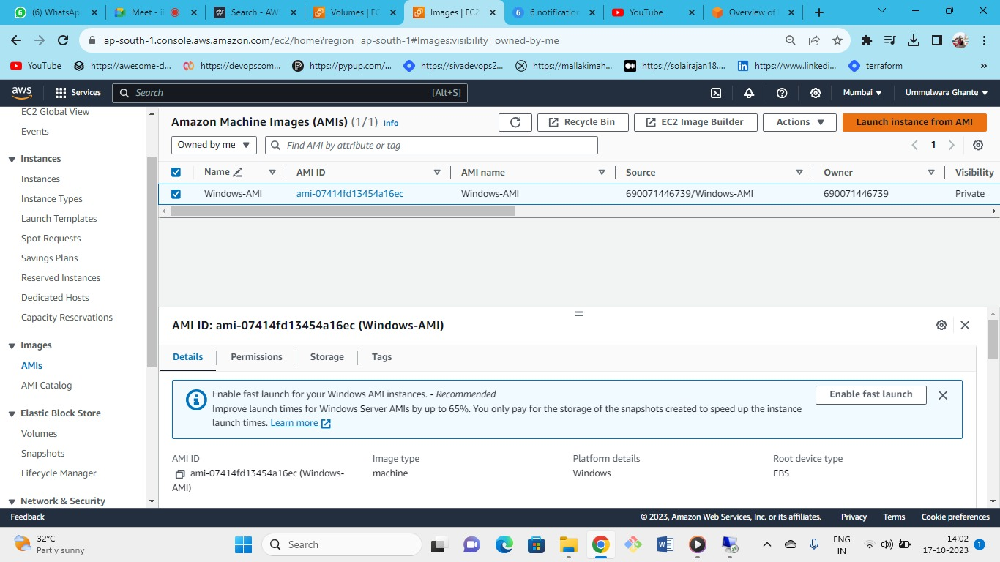 (6) WhatsApp
Meet - ii
Search - AWS
Volumes | EC
Images | EC2
6 notification
YouTube
Overview of
ap-south-1.console.aws.amazon.com/ec2/home?region=ap-south-1#Images:visibility=owned-by-me
YouTube
https://awesome-d...
https://devopscom...
https://pypup.com/...
https://sivadevops2...
https://mallakimah...
https://solairajan18....
https://www.linkedi...
terraform
»
aws
Services
Search [Alt+S]
Mumbai
Ummulwara Ghante
EC2 Global View
Events
Instances
Instances
Instance Types
Launch Templates
Spot Requests
Savings Plans
Reserved Instances
Dedicated Hosts
Capacity Reservations
Images
AMIs
AMI Catalog
Elastic Block Store
Volumes
Snapshots
Lifecycle Manager
Network & Security
Amazon Machine Images (AMIs) (1/1) Info
Recycle Bin
EC2 Image Builder
Actions
Launch instance from AMI
Owned by me
Find AMI by attribute or tag
1
Name AMI ID AMI name Source Owner Visibility
Windows-AMI ami-07414fd13454a16ec Windows-AMI 690071446739/Windows-AMI 690071446739 Private
AMI ID: ami-07414fd13454a16ec (Windows-AMI)
Details Permissions Storage Tags
Enable fast launch for your Windows AMI instances. - Recommended
Improve launch times for Windows Server AMIs by up to 65%. You only pay for the storage of the snapshots created to speed up the instance
launch times. Learn more
Enable fast launch
AMI ID
ami-07414fd13454a16ec (Windows-
AMI)
Image type
machine
Platform details
Windows
Root device type
EBS
Feedback
© 2023, Amazon Web Services, Inc. or its affiliates.
Privacy
Terms
Cookie preferences
32°C
Partly sunny
Search
ENG
IN
14:02
17-10-2023
1